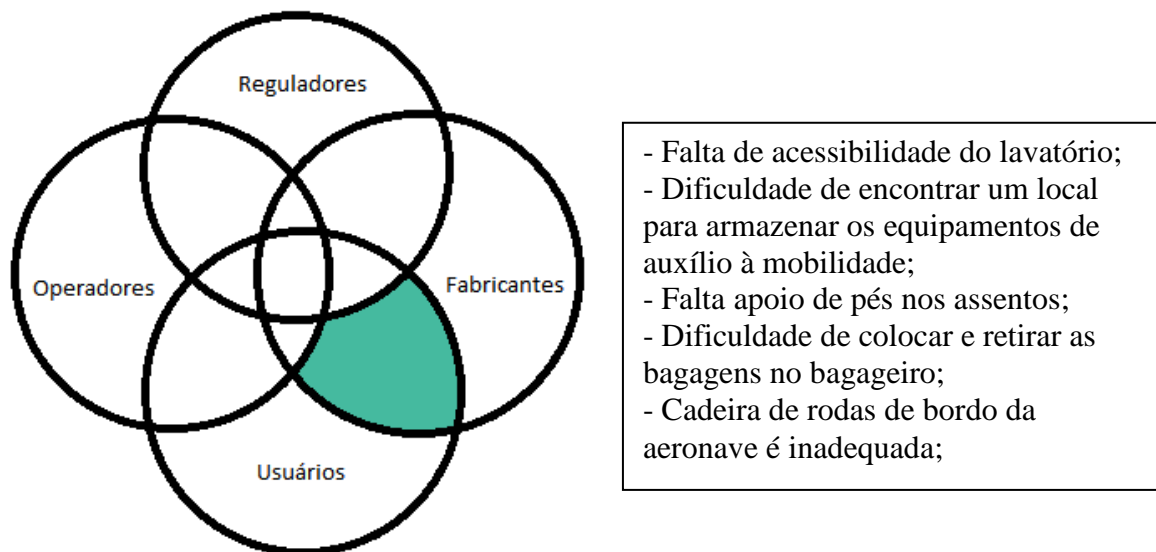 Reguladores
Operadores
Fabricantes
Usuários
- Falta de acessibilidade do lavatório;
- Dificuldade de encontrar um local
para armazenar os equipamentos de
auxílio à mobilidade;
- Falta apoio de pés nos assentos;
- Dificuldade de colocar e retirar as
bagagens no bagageiro;
- Cadeira de rodas de bordo da
aeronave é inadequada;